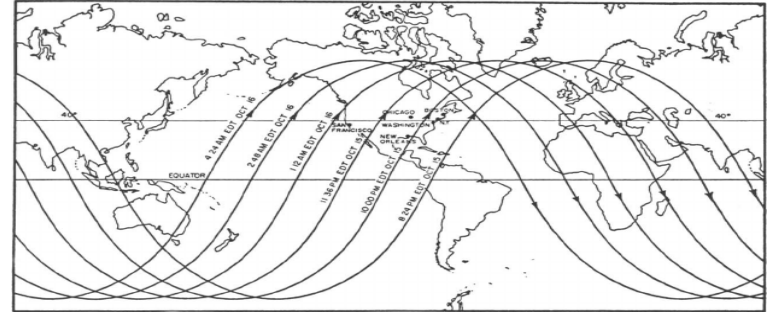 40°
CHICAGO BOSTON
40°
SAN FRANCISCO
WASHINGTON N.Y.
NEW ORLEANS
EQUATOR
4:24 AM EDT OCT 16
2:48 AM EDT OCT 16
1:12 AM EDT OCT 16
11:36 PM EDT OCT 15
10:00 PM EDT OCT 15
8:24 PM EDT OCT 15